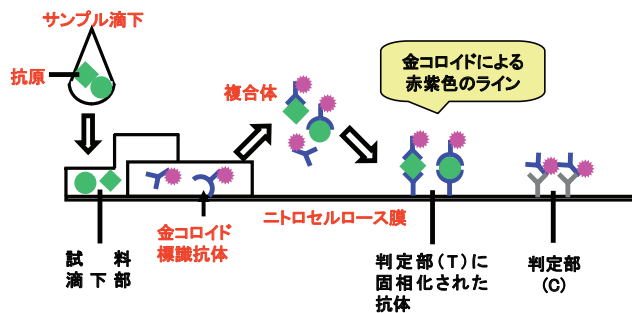 サンプル滴下
抗原
複合体
金コロイドによる
赤紫色のライン
ニトロセルロース膜
試　料
滴下部
金コロイド
標識抗体
判定部（T）に
固相化された
抗体
判定部
（C）